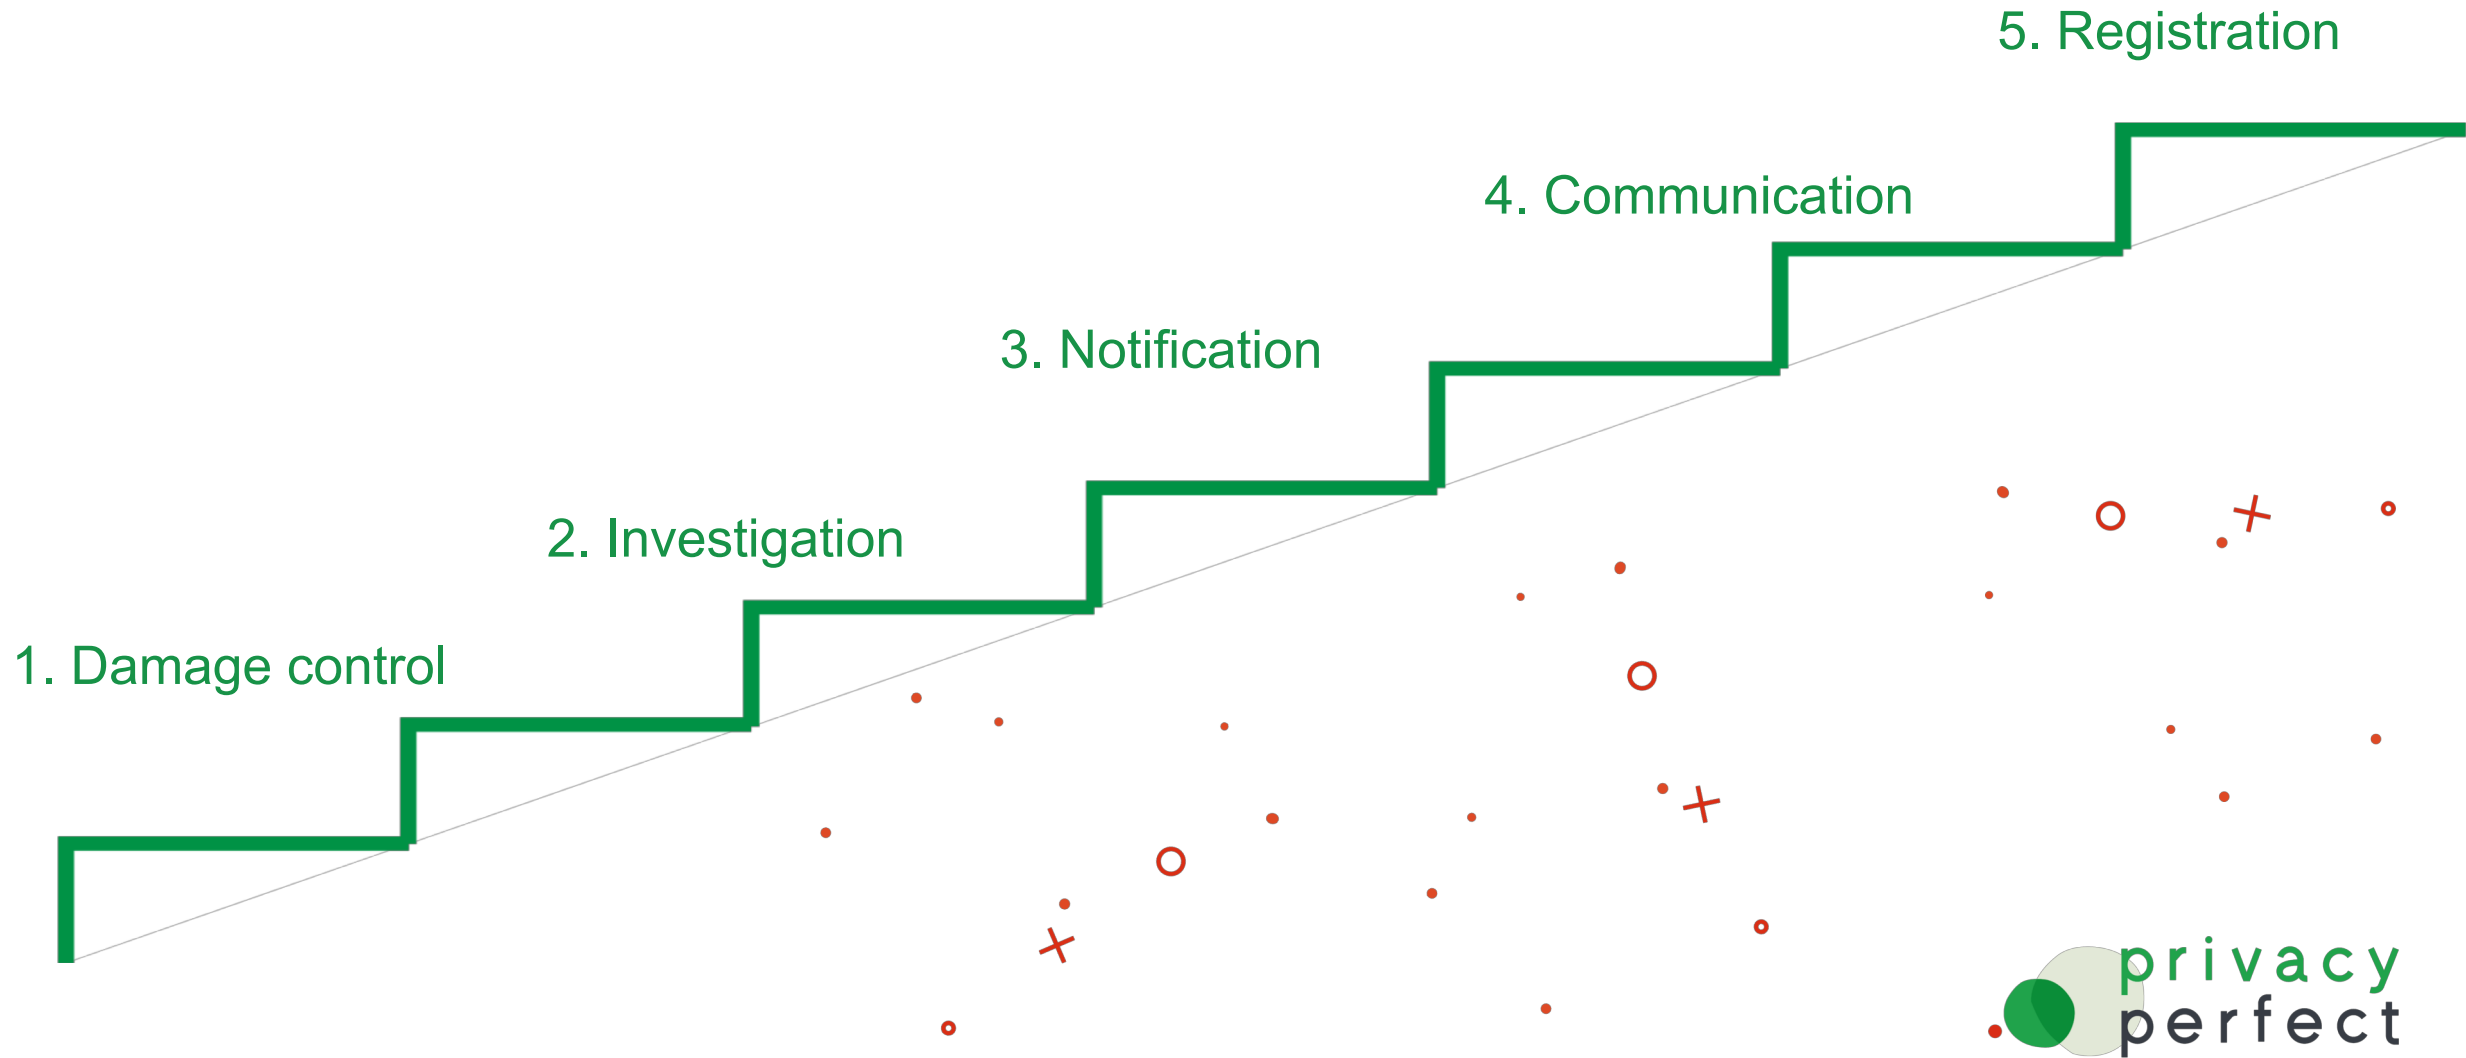 5. Registration
4. Communication
3. Notification
2. Investigation
1. Damage control
privacy
perfect